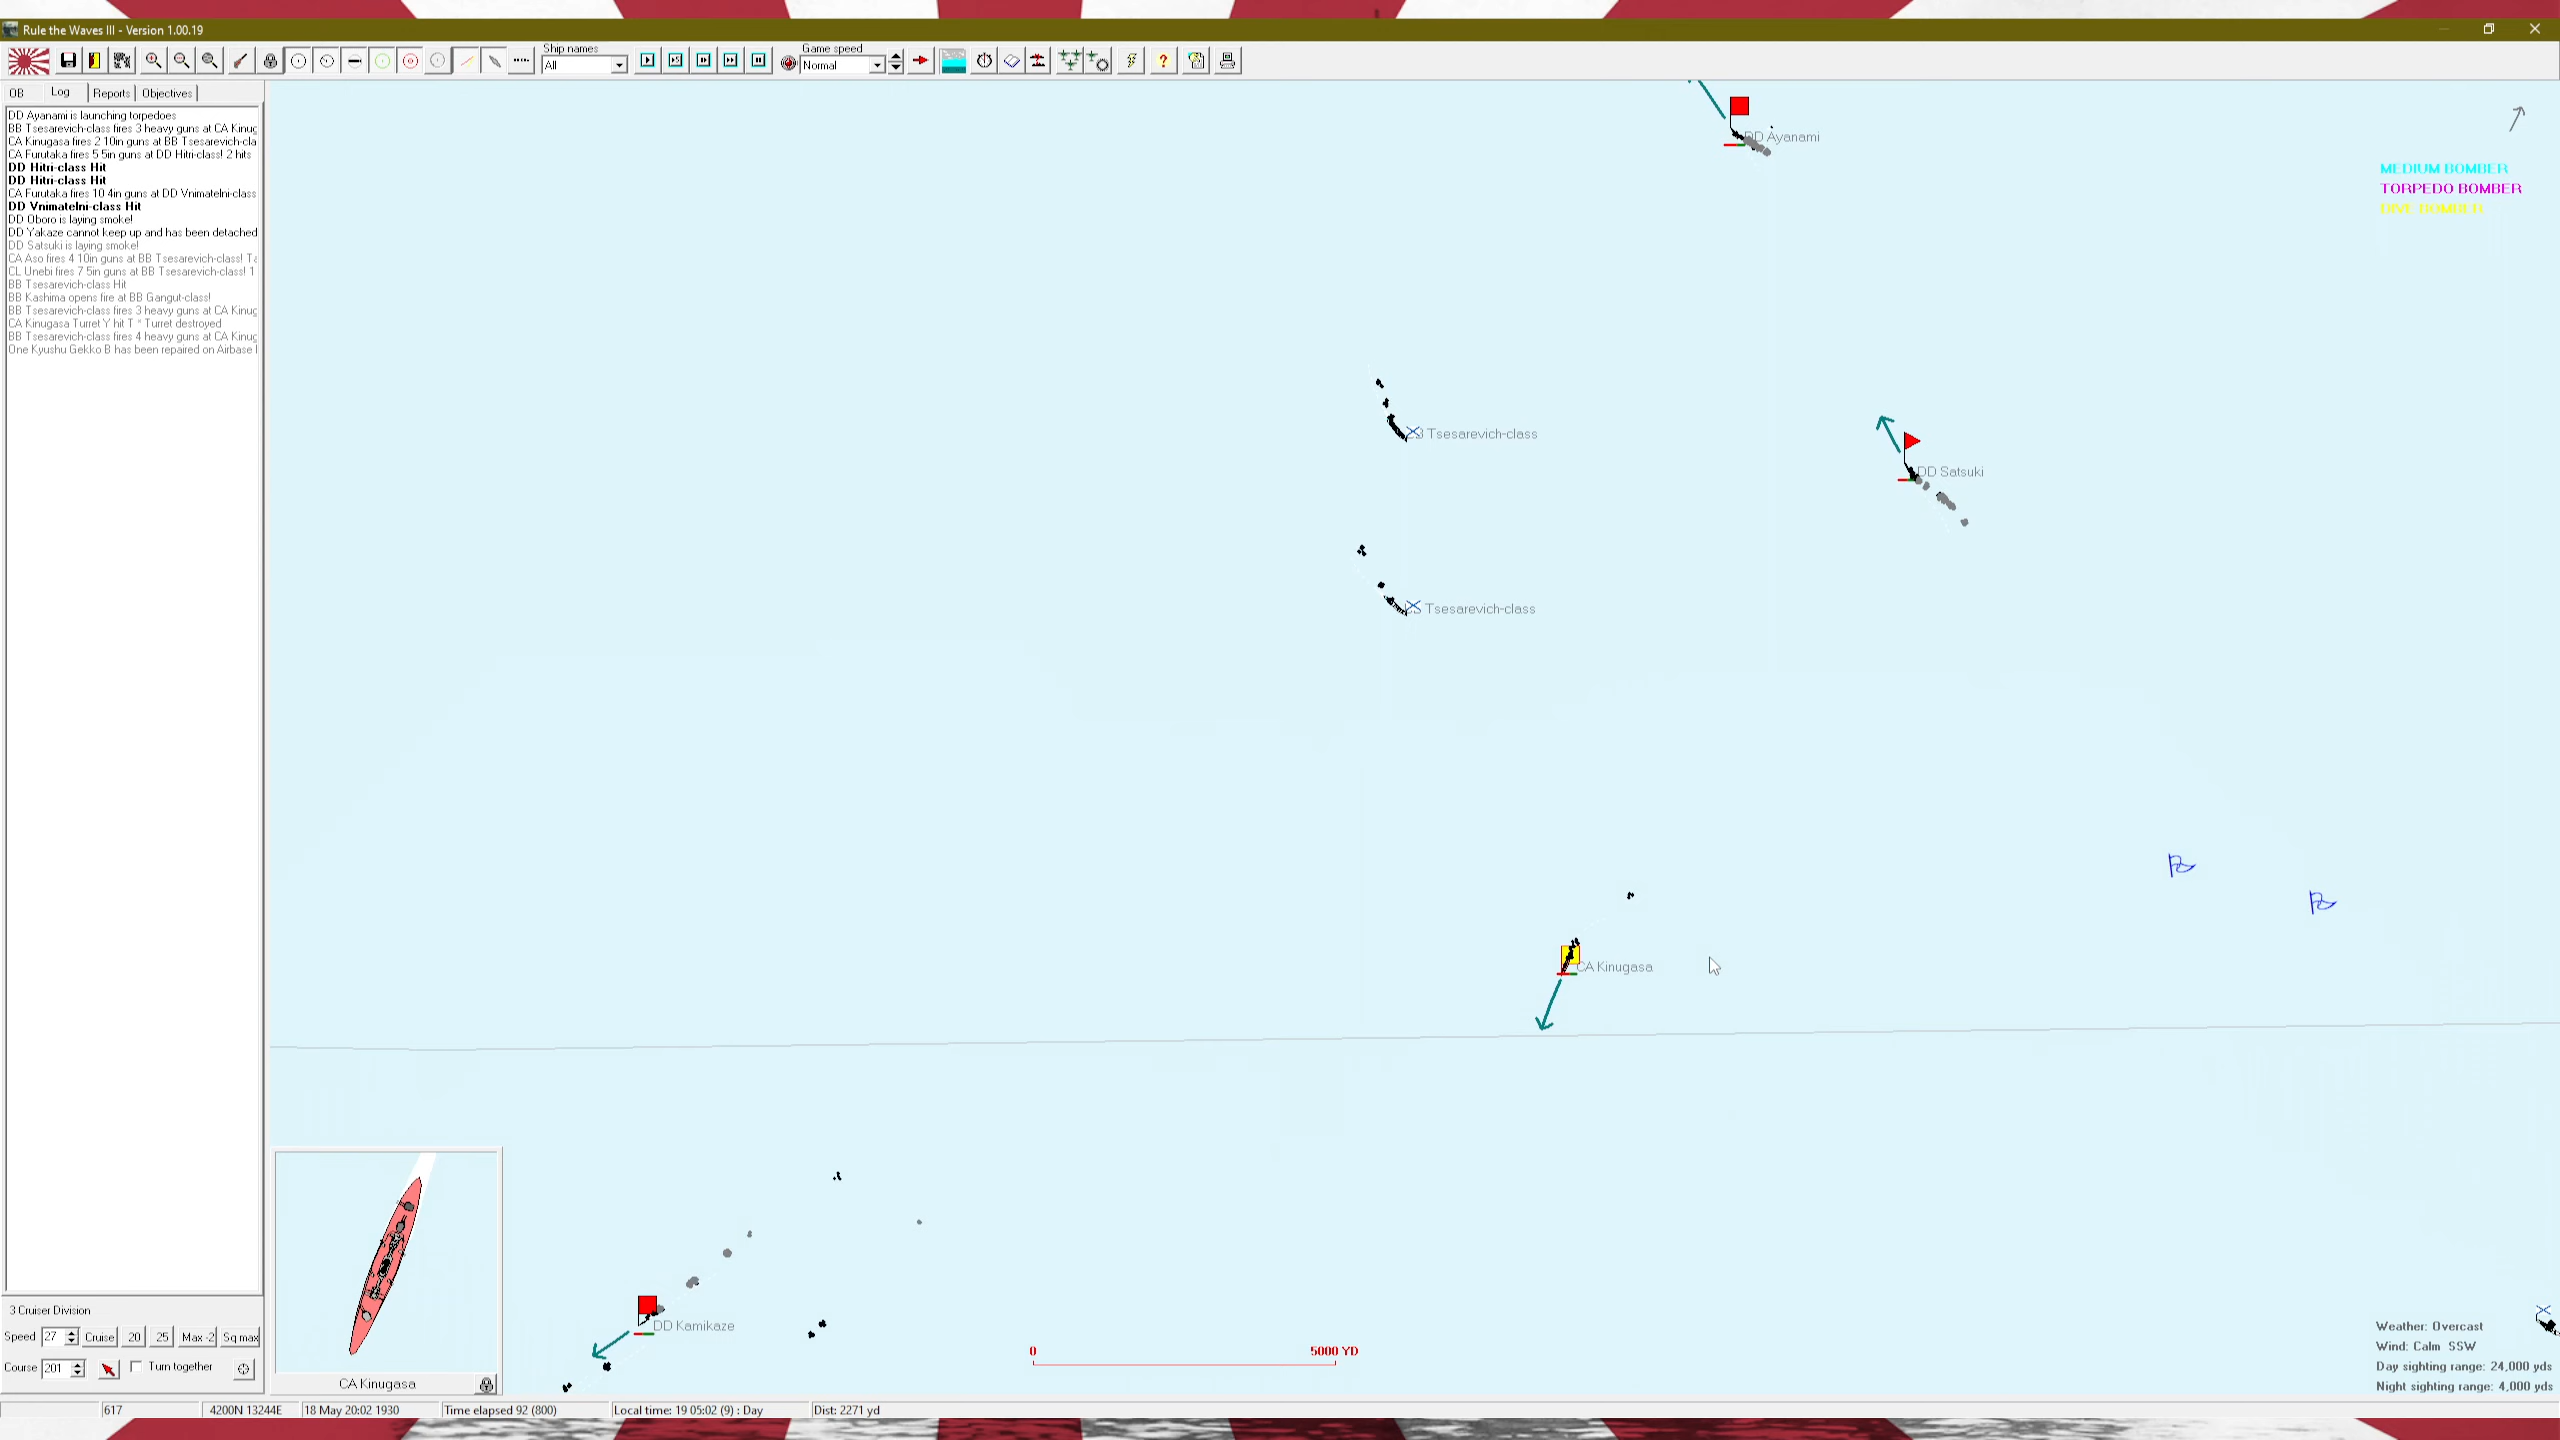 Rule the Waves III - Version 1.00.19
Ship names
All
Game speed
Normal
OB Log Reports Objectives
DD Ayanami is launching torpedoes
BB Tsesarevich-class fires 3 heavy guns at CA Kinug
CA Kinugasa fires 2 10in guns at BB Tsesarevich-cla
CA Furutaka fires 5 5in guns at DD Hitri-class! 2 hits
DD Hitri-class Hit
DD Hitri-class Hit
CA Furutaka fires 10 4in guns at DD Vnimatelni-class
DD Vnimatelni-class Hit
DD Oboro is laying smoke!
DD Yakaze cannot keep up and has been detached
DD Satsuki is laying smoke!
CA Aso fires 4 10in guns at BB Tsesarevich-class! Ta
CL Unebi fires 7 5in guns at BB Tsesarevich-class! 1
BB Tsesarevich-class Hit
BB Kashima opens fire at BB Gangut-class!
BB Tsesarevich-class fires 3 heavy guns at CA Kinug
CA Kinugasa Turret Y hit T * Turret destroyed
BB Tsesarevich-class fires 4 heavy guns at CA Kinug
One Kyushu Gekko B has been repaired on Airbase
DD Ayanami
MEDIUM BOMBER
TORPEDO BOMBER
DIVE BOMBER
Tsesarevich-class
DD Satsuki
Tsesarevich-class
CA Kinugasa
DD Kamikaze
0 5000 YD
Weather: Overcast
Wind: Calm SSW
Day sighting range: 24,000 yds
Night sighting range: 4,000 yds
3 Cruiser Division
Speed 27 Cruise 20 25 Max -2 Sq max
Course 201 Turn together
CA Kinugasa
617 4200N 13244E 18 May 20:02 1930 Time elapsed 92 (800) Local time: 19 05:02 (9) : Day Dist: 2271 yd